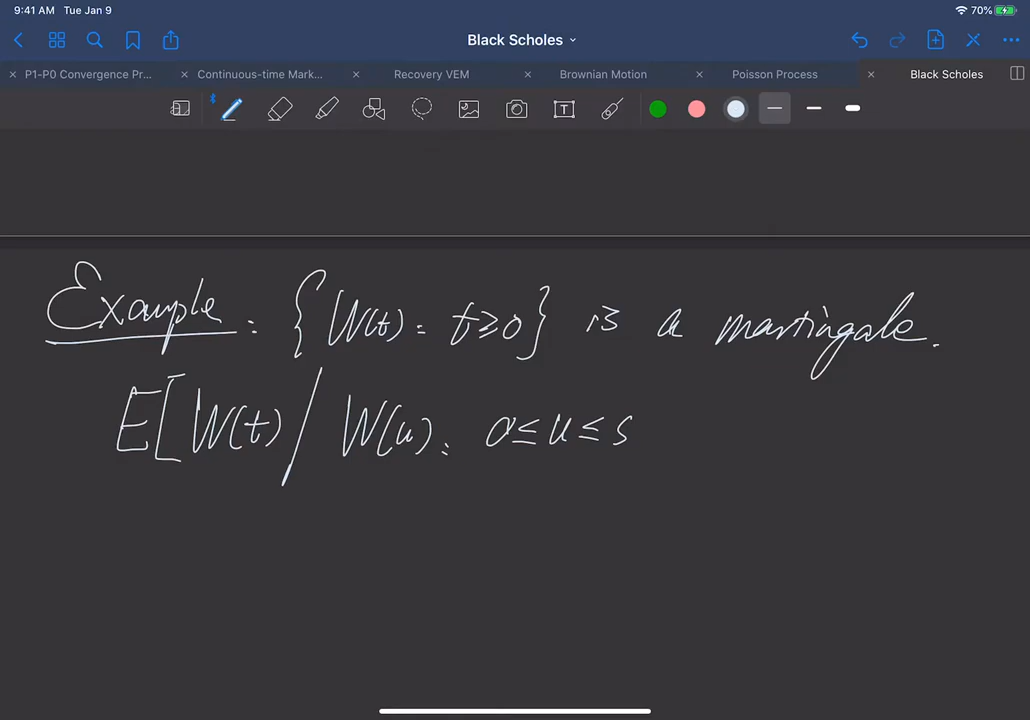 9:41 AM Tue Jan 9 70%
Black Scholes
P1-P0 Convergence Pr... Continuous-time Mark... Recovery VEM Brownian Motion Poisson Process Black Scholes
Example: {W(t): t≥0} is a martingale.
E[W(t) / W(u): 0≤u≤s